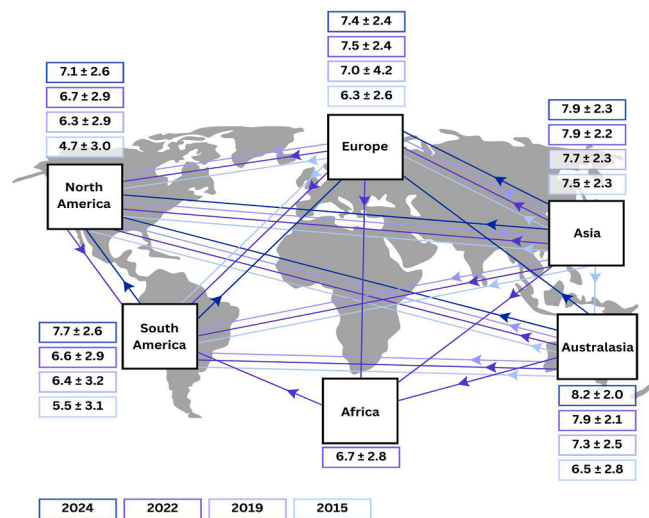 7.4 ± 2.4
7.5 ± 2.4
7.0 ± 4.2
6.3 ± 2.6
Europe
7.1 ± 2.6
6.7 ± 2.9
6.3 ± 2.9
4.7 ± 3.0
North
America
7.9 ± 2.3
7.9 ± 2.2
7.7 ± 2.3
7.5 ± 2.3
Asia
South
America
7.7 ± 2.6
6.6 ± 2.9
6.4 ± 3.2
5.5 ± 3.1
Africa
6.7 ± 2.8
Australasia
8.2 ± 2.0
7.9 ± 2.1
7.3 ± 2.5
6.5 ± 2.8
2024 2022 2019 2015